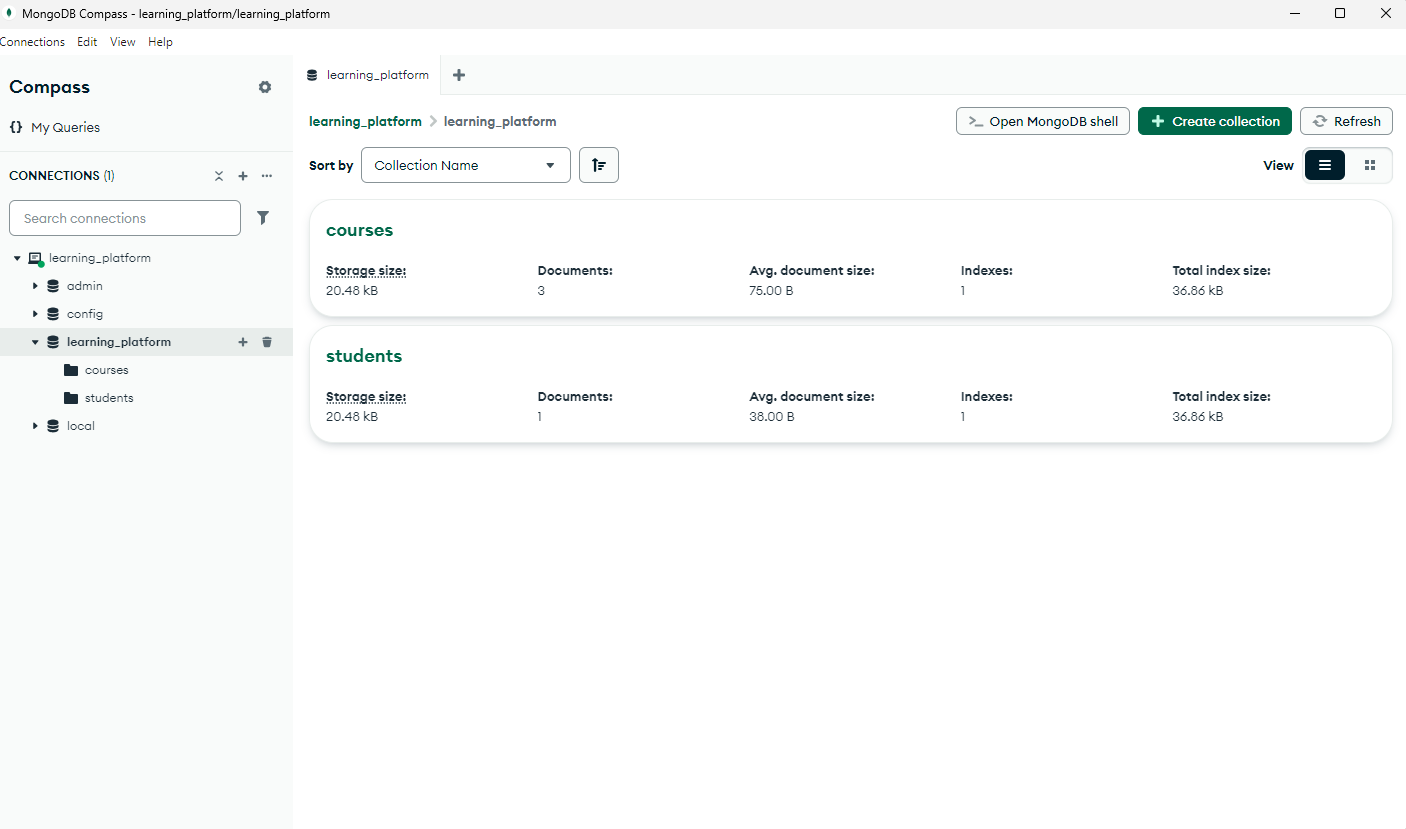 MongoDB Compass - learning_platform/learning_platform
Connections Edit View Help
Compass
My Queries
CONNECTIONS (1)
Search connections
learning_platform
admin
config
learning_platform
courses
students
local
learning_platform
learning_platform learning_platform
Open MongoDB shell
Create collection
Refresh
Sort by Collection Name
View
courses
Storage size: Documents: Avg. document size: Indexes: Total index size:
20.48 kB 3 75.00 B 1 36.86 kB
students
Storage size: Documents: Avg. document size: Indexes: Total index size:
20.48 kB 1 38.00 B 1 36.86 kB